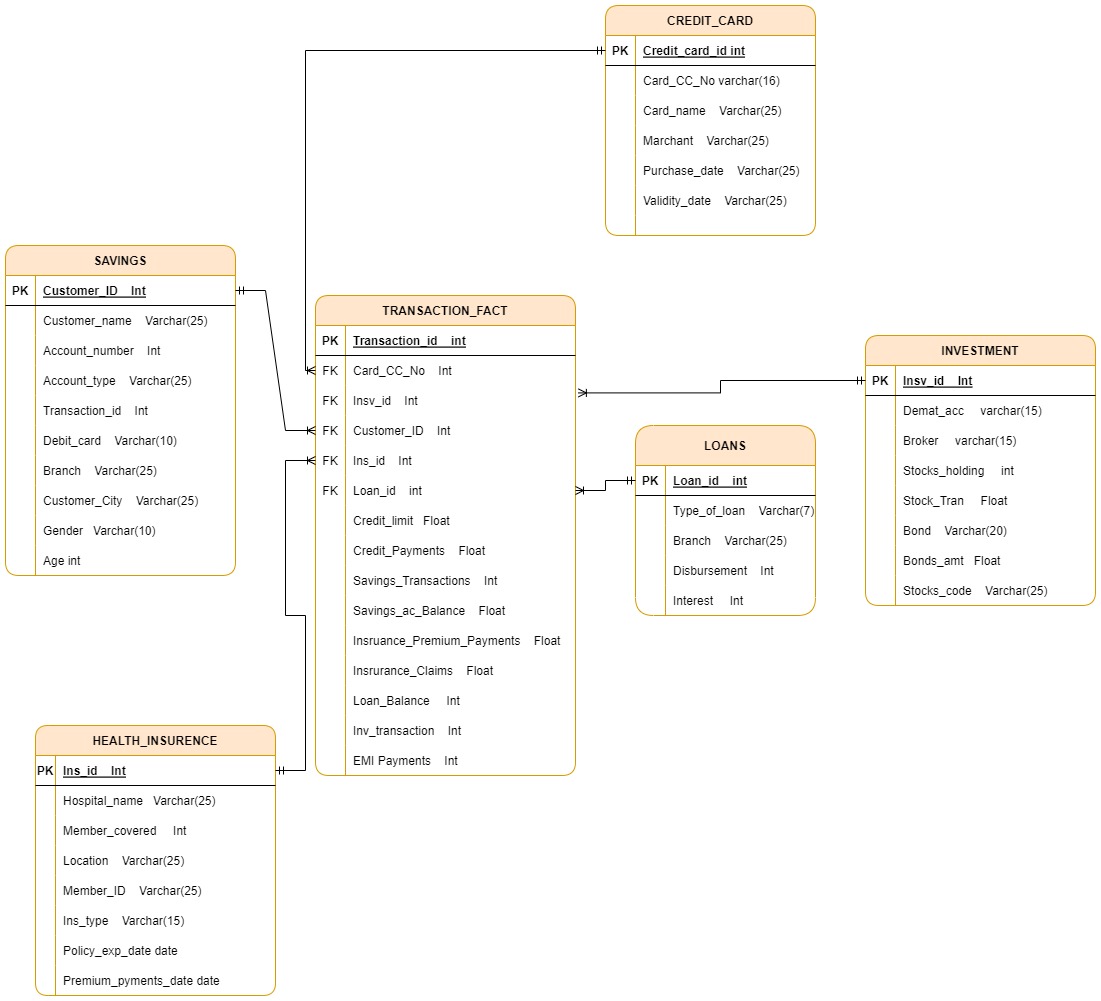 CREDIT_CARD
PK Credit_card_id int
Card_CC_No varchar(16)
Card_name Varchar(25)
Marchant Varchar(25)
Purchase_date Varchar(25)
Validity_date Varchar(25)
SAVINGS
PK Customer_ID Int
Customer_name Varchar(25)
Account_number Int
Account_type Varchar(25)
Transaction_id Int
Debit_card Varchar(10)
Branch Varchar(25)
Customer_City Varchar(25)
Gender Varchar(10)
Age int
TRANSACTION_FACT
PK Transaction_id int
FK Card_CC_No Int
FK Insv_id Int
FK Customer_ID Int
FK Ins_id Int
FK Loan_id int
Credit_limit Float
Credit_Payments Float
Savings_Transactions Int
Savings_ac_Balance Float
Insruance_Premium_Payments Float
Insrurance_Claims Float
Loan_Balance Int
Inv_transaction Int
EMI Payments Int
LOANS
PK Loan_id int
Type_of_loan Varchar(7)
Branch Varchar(25)
Disbursement Int
Interest Int
INVESTMENT
PK Insv_id Int
Demat_acc varchar(15)
Broker varchar(15)
Stocks_holding int
Stock_Tran Float
Bond Varchar(20)
Bonds_amt Float
Stocks_code Varchar(25)
HEALTH_INSURENCE
PK Ins_id Int
Hospital_name Varchar(25)
Member_covered Int
Location Varchar(25)
Member_ID Varchar(25)
Ins_type Varchar(15)
Policy_exp_date date
Premium_pyments_date date